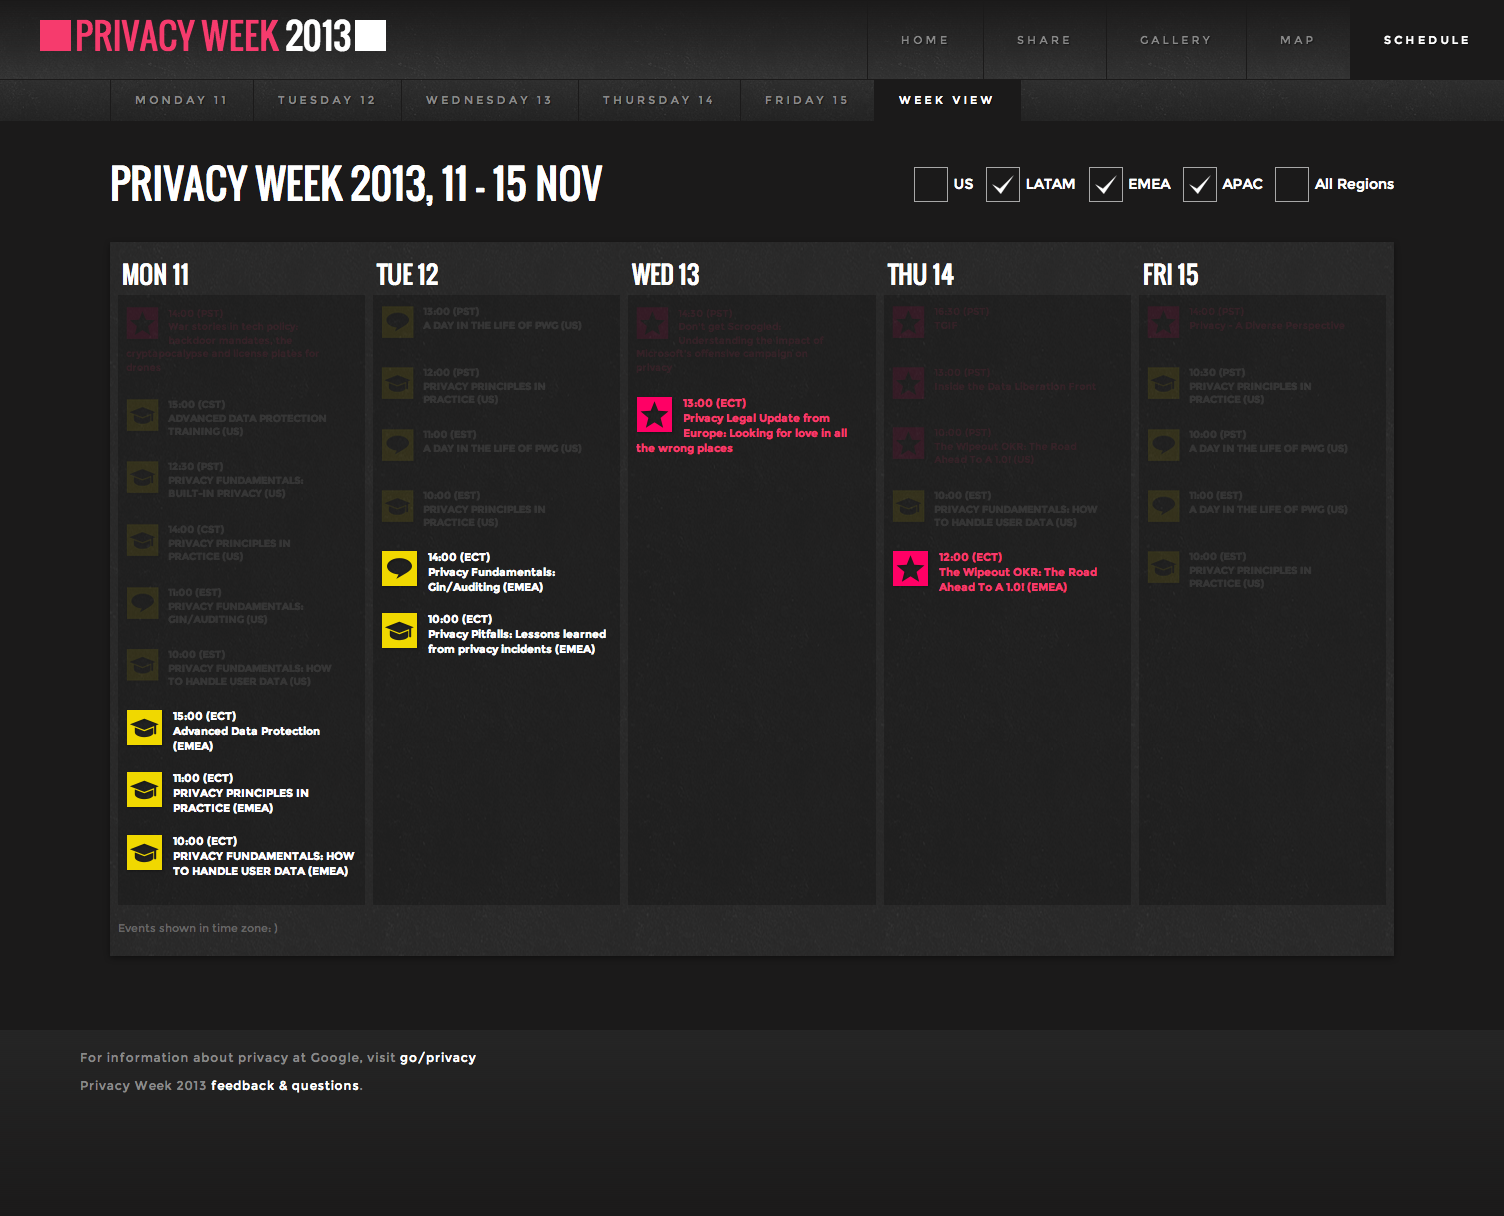 PRIVACY WEEK 2013
HOME
SHARE
GALLERY
MAP
SCHEDULE
MONDAY 11
TUESDAY 12
WEDNESDAY 13
THURSDAY 14
FRIDAY 15
WEEK VIEW
PRIVACY WEEK 2013, 11 - 15 NOV
US
LATAM
EMEA
APAC
All Regions
MON 11
14:00 (PST)
War stories in tech policy:
backdoor mandates, the
cryptopocalypse and license plates for
drones
15:00 (CST)
ADVANCED DATA PROTECTION
TRAINING (US)
12:30 (PST)
PRIVACY FUNDAMENTALS:
BUILT-IN PRIVACY (US)
14:00 (CST)
PRIVACY PRINCIPLES IN
PRACTICE (US)
11:00 (EST)
PRIVACY FUNDAMENTALS:
GIN/AUDITING (US)
10:00 (EST)
PRIVACY FUNDAMENTALS: HOW
TO HANDLE USER DATA (US)
15:00 (ECT)
Advanced Data Protection
(EMEA)
11:00 (ECT)
PRIVACY PRINCIPLES IN
PRACTICE (EMEA)
10:00 (ECT)
PRIVACY FUNDAMENTALS: HOW
TO HANDLE USER DATA (EMEA)
TUE 12
13:00 (PST)
A DAY IN THE LIFE OF PWG (US)
12:00 (PST)
PRIVACY PRINCIPLES IN
PRACTICE (US)
11:00 (EST)
A DAY IN THE LIFE OF PWG (US)
10:00 (EST)
PRIVACY PRINCIPLES IN
PRACTICE (US)
14:00 (ECT)
Privacy Fundamentals:
Gin/Auditing (EMEA)
10:00 (ECT)
Privacy Pitfalls: Lessons learned
from privacy incidents (EMEA)
WED 13
(PST)
Don't get Scroogled:
Understanding the impact of
Microsoft's offensive campaign on
privacy
13:00 (ECT)
Privacy Legal Update from
Europe: Looking for love in all
the wrong places
THU 14
16:30 (PST)
TGIF
12:00 (PST)
Inside the Data Liberation Front
(PST)
The Wipeout OKR: The Road
Ahead To A 1.0! (US)
10:00 (EST)
PRIVACY FUNDAMENTALS: HOW
TO HANDLE USER DATA (US)
12:00 (ECT)
The Wipeout OKR: The Road
Ahead To A 1.0! (EMEA)
FRI 15
(PST)
Privacy - A Diverse Perspective
10:30 (PST)
PRIVACY PRINCIPLES IN
PRACTICE (US)
10:00 (PST)
A DAY IN THE LIFE OF PWG (US)
11:00 (EST)
A DAY IN THE LIFE OF PWG (US)
10:00 (EST)
PRIVACY PRINCIPLES IN
PRACTICE (US)
Events shown in time zone: )
For information about privacy at Google, visit go/privacy
Privacy Week 2013 feedback & questions.